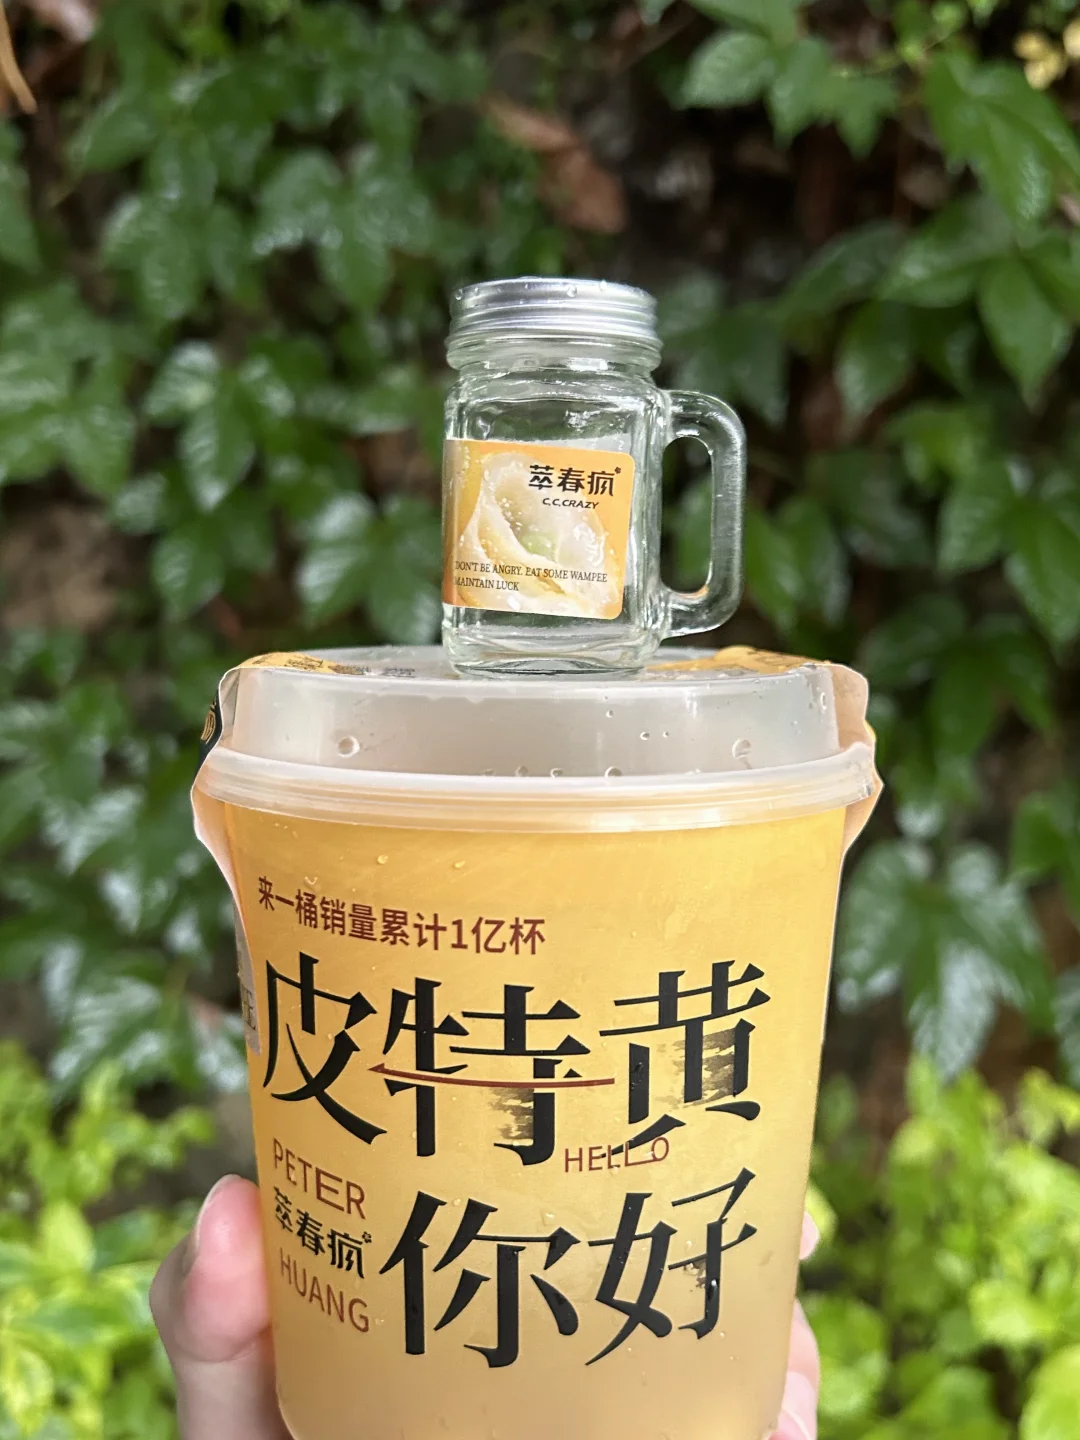 萃春疯
C.C.CRAZY
DON'T BE ANGRY. EAT SOME WAMPEE
MAINTAIN LUCK
来一桶销量累计1亿杯
皮特黄
HELLO
PETER
萃春疯
HUANG
你好